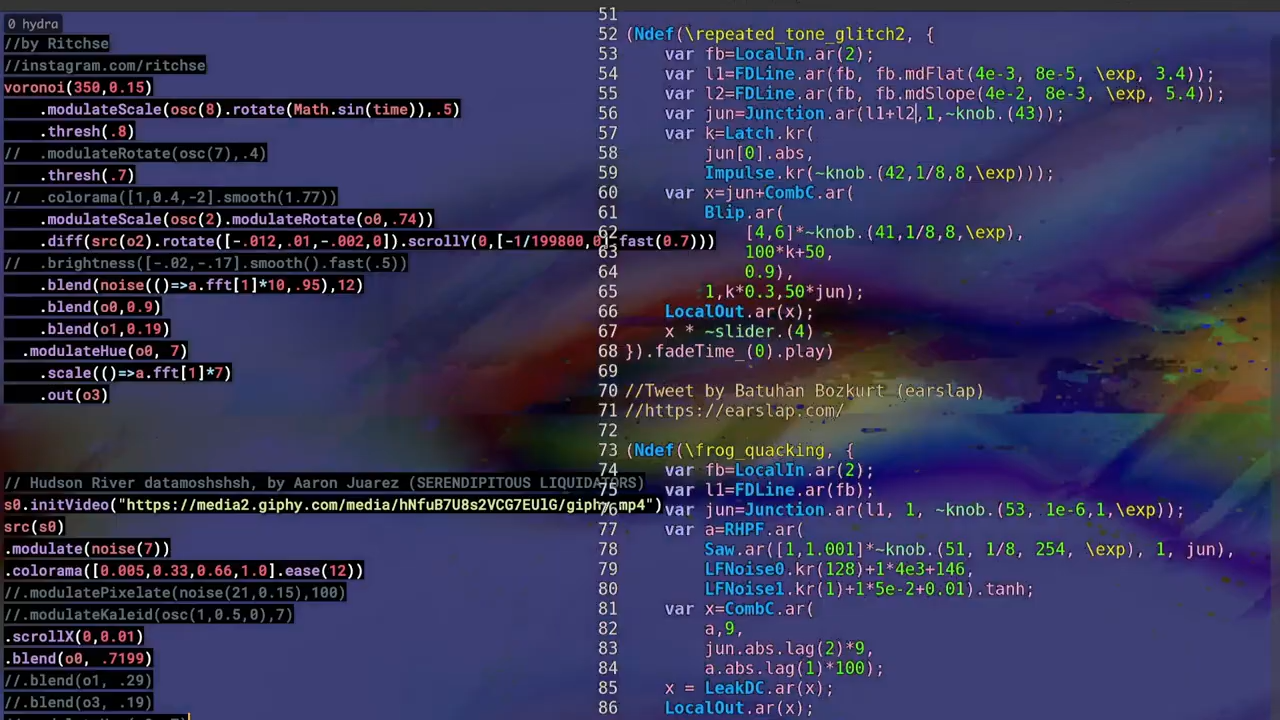 0 hydra
//by Ritchse
//instagram.com/ritchse
voronoi(350,0.15)
.modulateScale(osc(8).rotate(Math.sin(time)),.5)
.thresh(.8)
// .modulateRotate(osc(7),.4)
.thresh(.7)
// .colorama([1,0.4,-2].smooth(1.77))
.modulateScale(osc(2).modulateRotate(o0,.74))
.diff(src(o2).rotate([-.012,.01,-.002,0]).scrollY(0,[-1/199800,0].fast(0.7)))
// .brightness([-.02,-.17].smooth().fast(.5))
.blend(noise(()=>a.fft[1]*10,.95),12)
.blend(o0,0.9)
.blend(o1,0.19)
.modulateHue(o0, 7)
.scale(()=>a.fft[1]*7)
.out(o3)
// Hudson River datamoshshsh, by Aaron Juarez (SERENDIPITOUS LIQUIDATORS)
s0.initVideo("https://media2.giphy.com/media/hNfuB7U8s2VCG7EUlG/giphy.mp4")
src(s0)
.modulate(noise(7))
.colorama([0.005,0.33,0.66,1.0].ease(12))
//.modulatePixelate(noise(21,0.15),100)
//.modulateKaleid(osc(1,0.5,0),7)
.scrollX(0,0.01)
.blend(o0, .7199)
//.blend(o1, .29)
//.blend(o3, .19)
51
52 (Ndef(\repeated_tone_glitch2, {
53 var fb=LocalIn.ar(2);
54 var l1=FDLine.ar(fb, fb.mdFlat(4e-3, 8e-5, \exp, 3.4));
55 var l2=FDLine.ar(fb, fb.mdSlope(4e-2, 8e-3, \exp, 5.4));
56 var jun=Junction.ar(l1+l2,1,~knob.(43));
57 var k=Latch.kr(
58 jun[0].abs,
59 Impulse.kr(~knob.(42,1/8,8,\exp)));
60 var x=jun+CombC.ar(
61 Blip.ar(
62 [4,6]*~knob.(41,1/8,8,\exp),
63 100*k+50,
64 0.9),
65 1,k*0.3,50*jun);
66 LocalOut.ar(x);
67 x * ~slider.(4)
68 }).fadeTime_(0).play)
69
70 //Tweet by Batuhan Bozkurt (earslap)
71 //https://earslap.com/
72
73 (Ndef(\frog_quacking, {
74 var fb=LocalIn.ar(2);
75 var l1=FDLine.ar(fb);
76 var jun=Junction.ar(l1, 1, ~knob.(53, 1e-6,1,\exp));
77 var a=RHPF.ar(
78 Saw.ar([1,1.001]*~knob.(51, 1/8, 254, \exp), 1, jun),
79 LFNoise0.kr(128)+1*4e3+146,
80 LFNoise1.kr(1)+1*5e-2+0.01).tanh;
81 var x=CombC.ar(
82 a,9,
83 jun.abs.lag(2)*9,
84 a.abs.lag(1)*100);
85 x = LeakDC.ar(x);
86 LocalOut.ar(x);